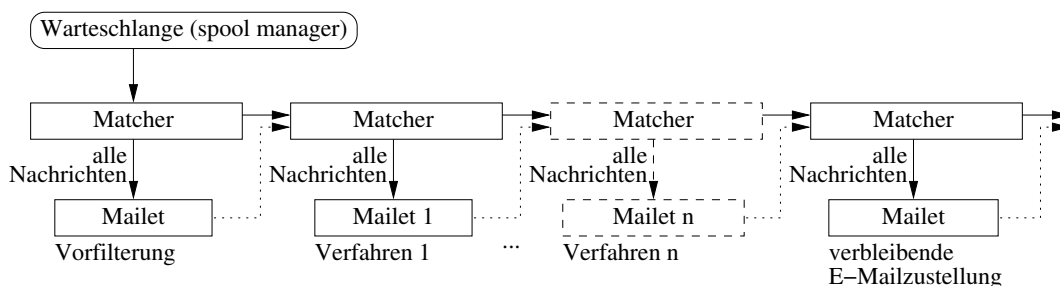 Warteschlange (spool manager)
Matcher
Matcher
Matcher
Matcher
alle
Nachrichten
alle
Nachrichten
alle
Nachrichten
alle
Nachrichten
Mailet
Mailet 1
Mailet n
Mailet
Vorfilterung
Verfahren 1
...
Verfahren n
verbleibende
E–Mailzustellung